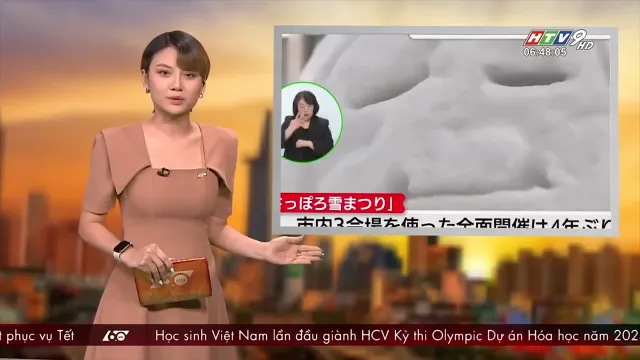 HTV9 HD
06:48:05
っぽろ雪まつり」
市内3会場を使った全面開催は4年ぶり
t phục vụ Tết
60
Học sinh Việt Nam lần đầu giành HCV Kỳ thi Olympic Dự án Hóa học năm 202